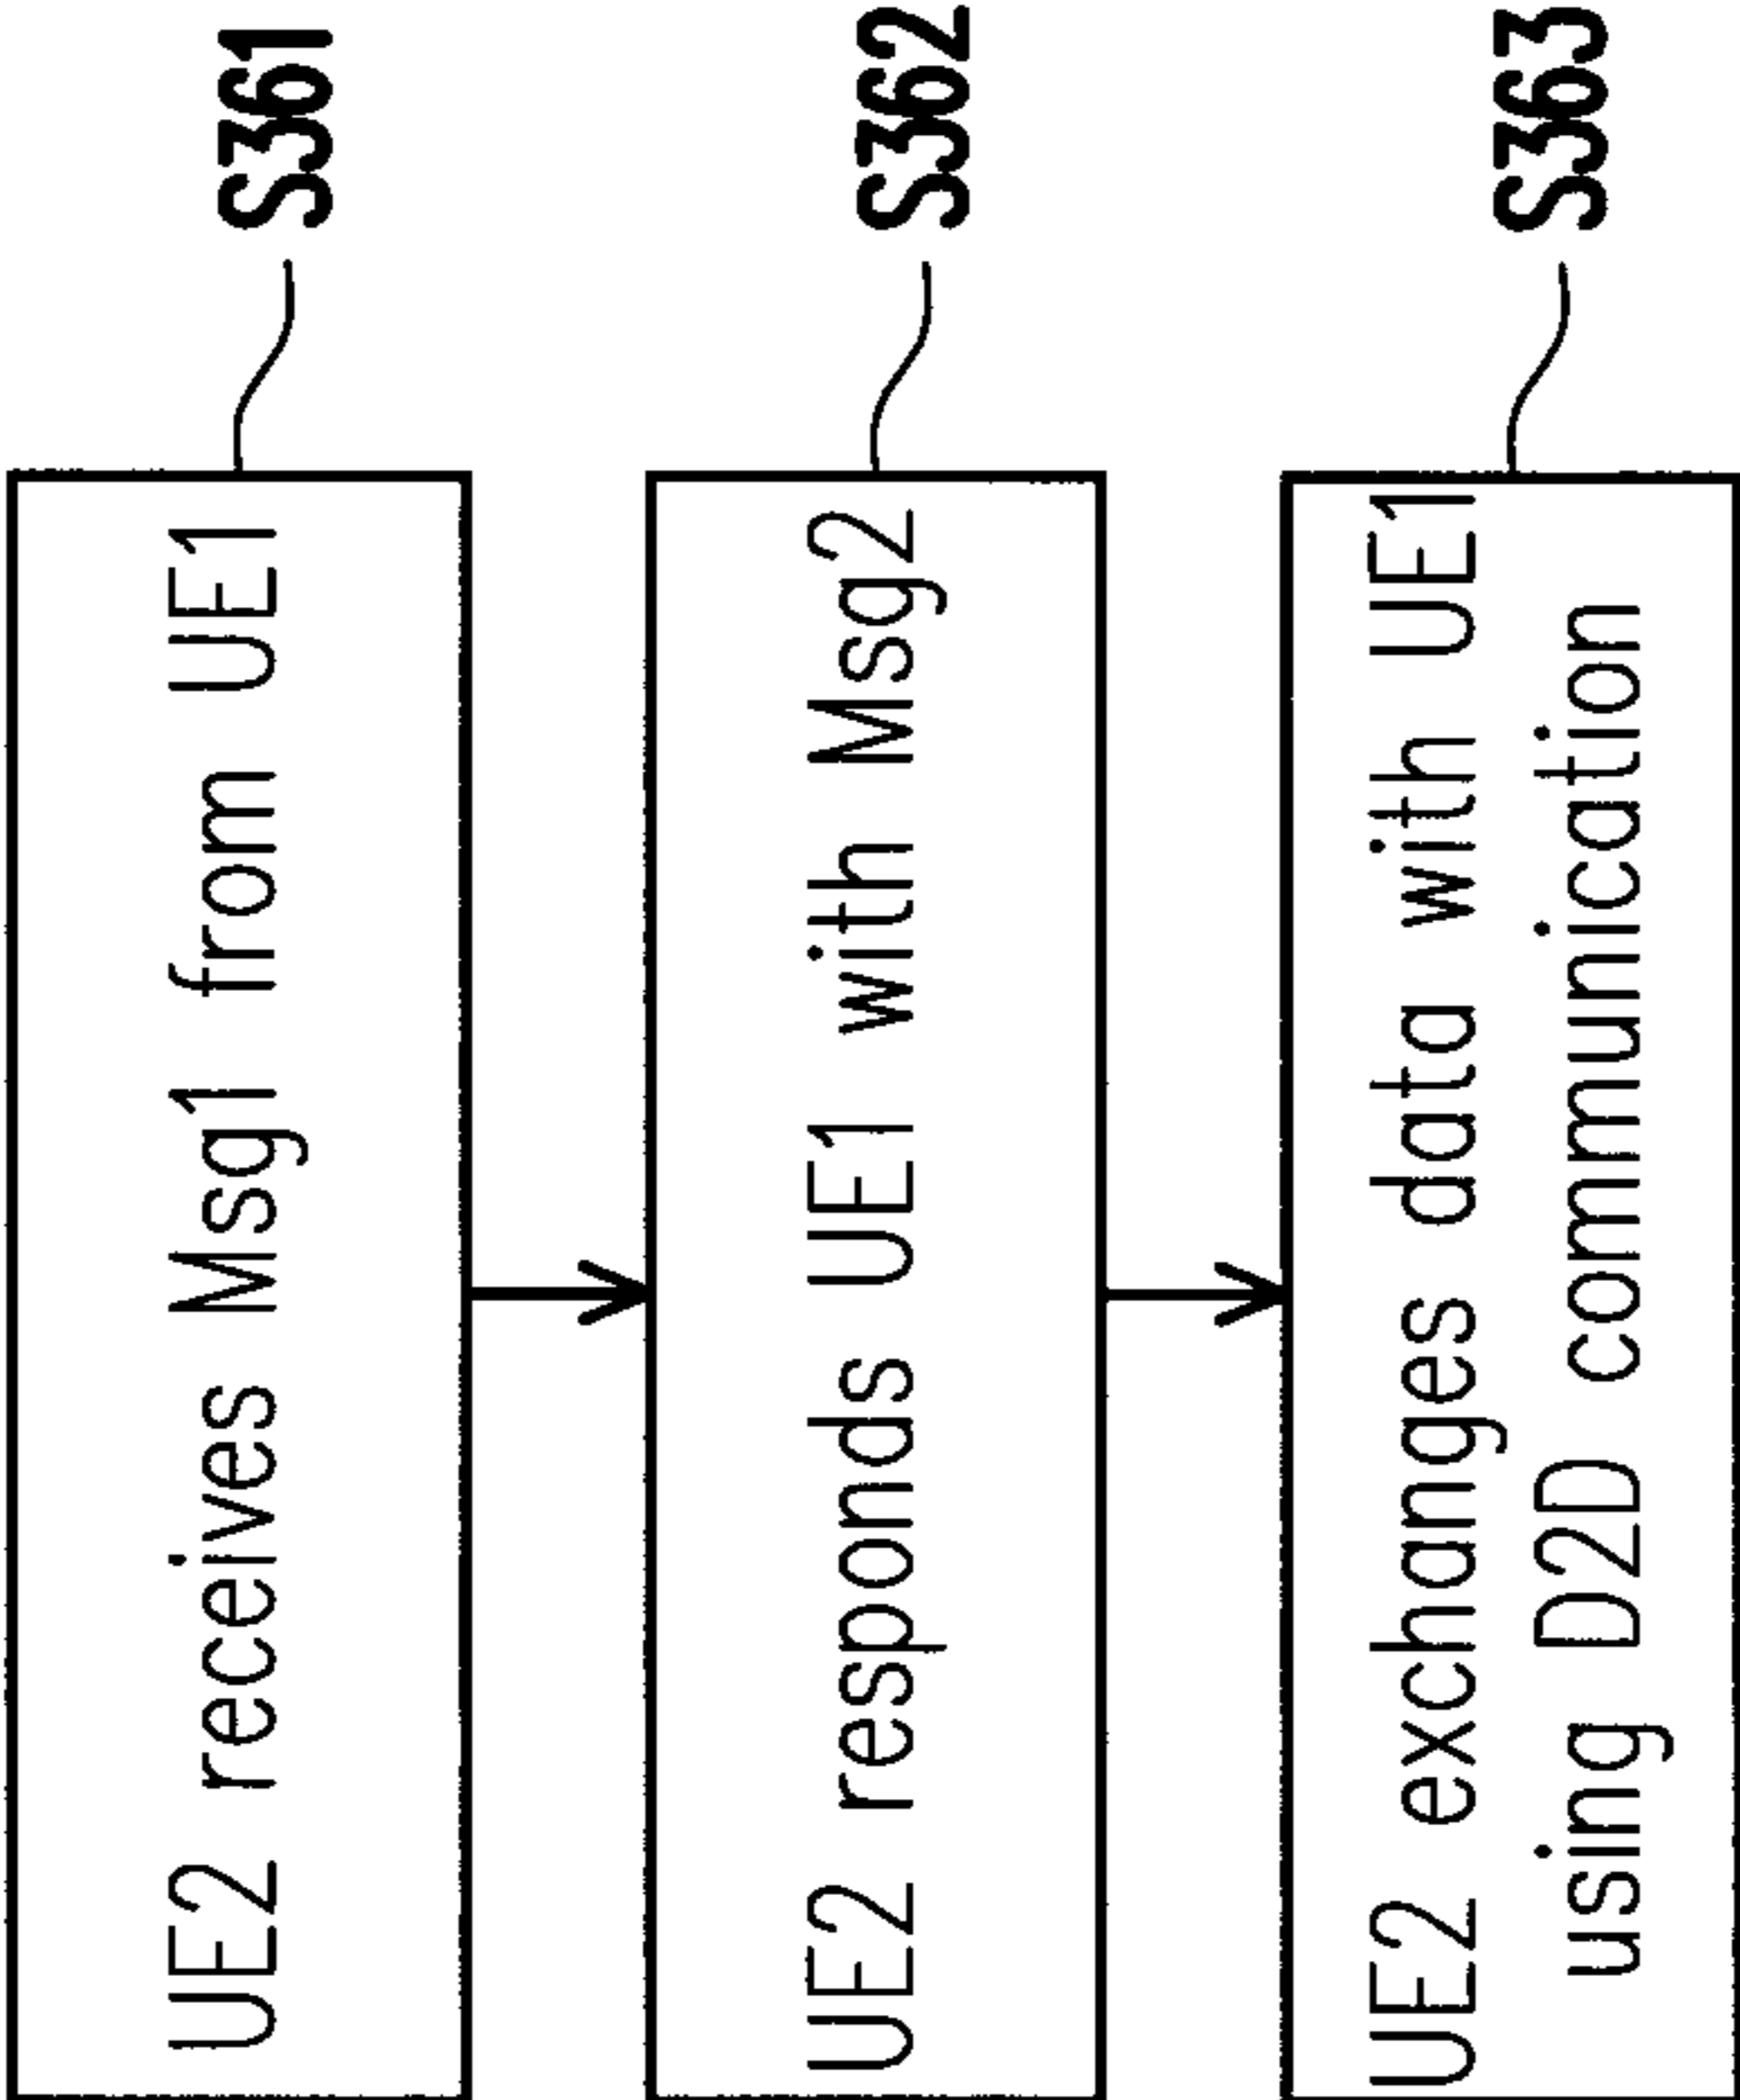 UE2 receives Msg1 from UE1
S361
UE2 responds UE1 with Msg2
S362
UE2 exchanges data with UE1
using D2D communication
S363